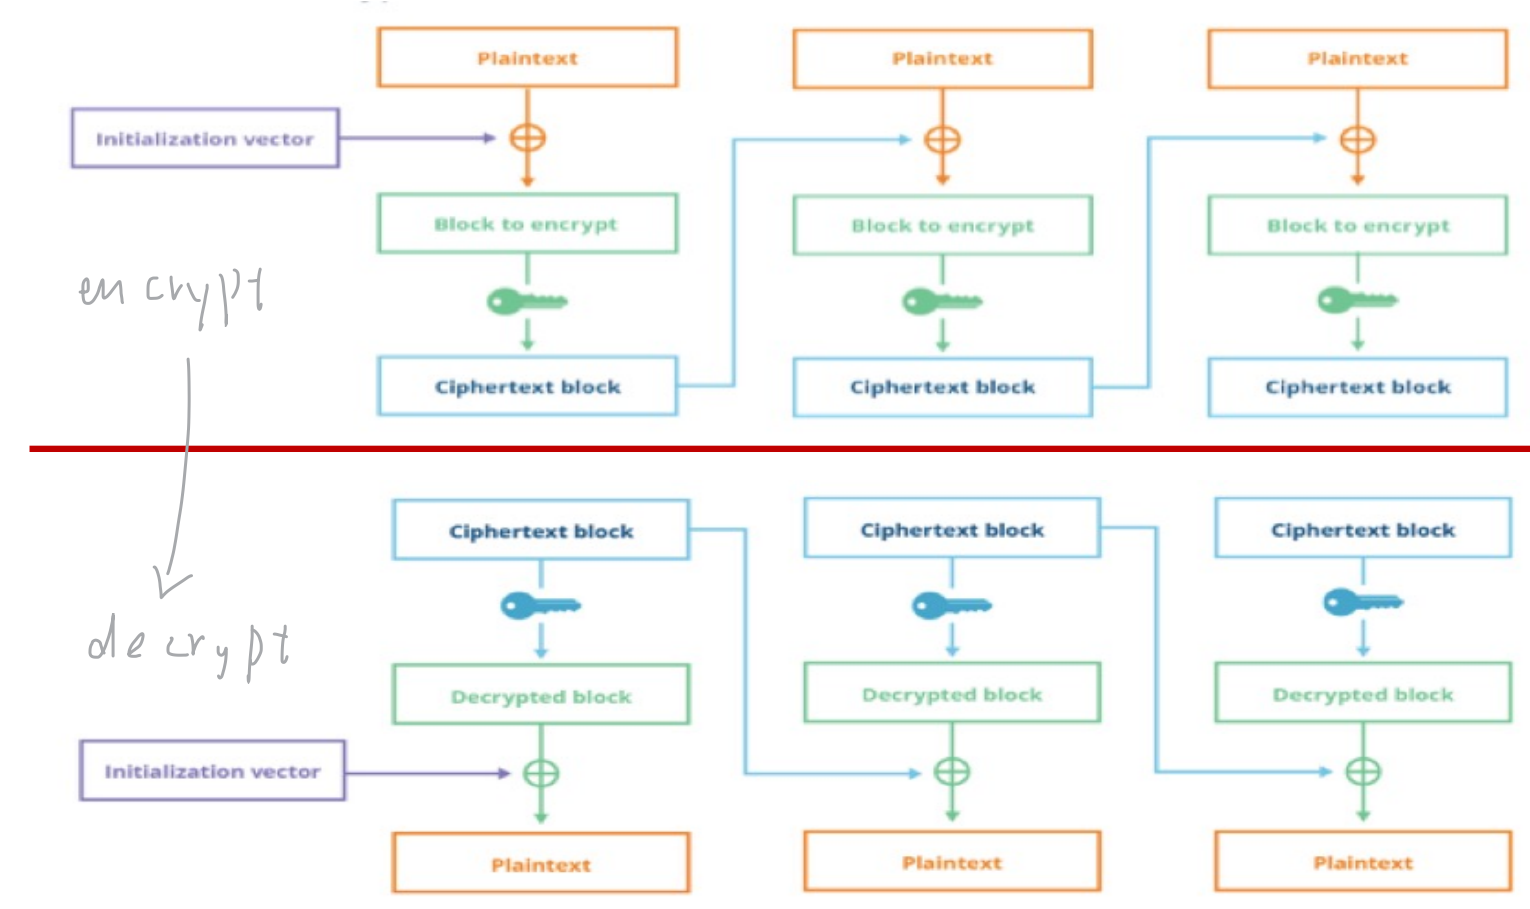 Plaintext Plaintext Plaintext
Initialization vector
Block to encrypt Block to encrypt Block to encrypt
encrypt
Ciphertext block Ciphertext block Ciphertext block
Ciphertext block Ciphertext block Ciphertext block
decrypt
Decrypted block Decrypted block Decrypted block
Initialization vector
Plaintext Plaintext Plaintext